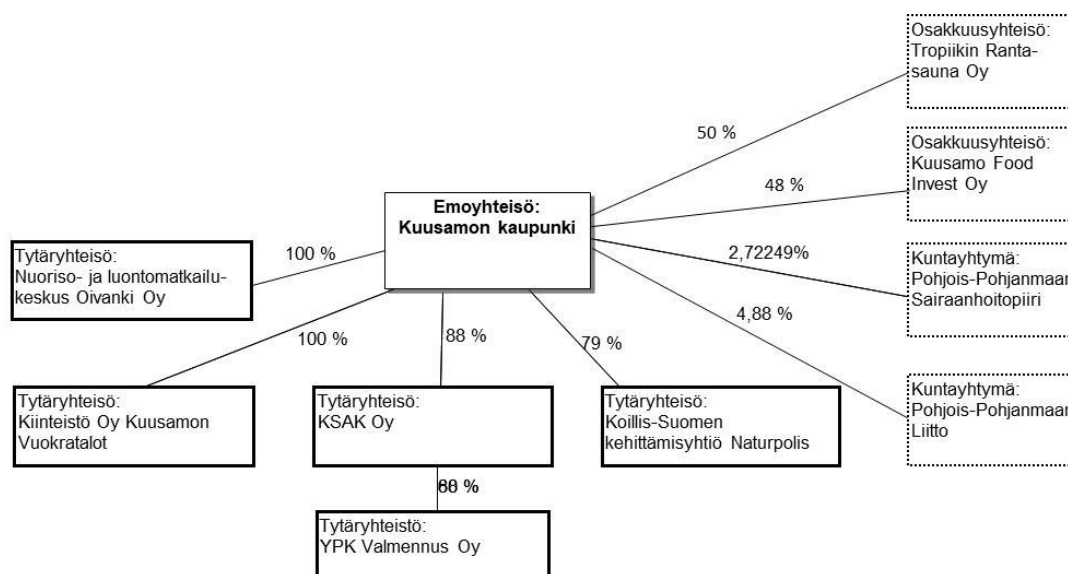 Osakkuusyhteisö:
Tropiikin Ranta-
sauna Oy
50 %
Osakkuusyhteisö:
Kuusamo Food
Invest Oy
48 %
Emoyhteisö:
Kuusamon kaupunki
Tytäryhteisö:
Nuoriso- ja luontomatkailu-
keskus Oivanki Oy
100 %
2,72249%
Kuntayhtymä:
Pohjois-Pohjanmaan
Sairaanhoitopiiri
4,88 %
100 %
88 %
79 %
Kuntayhtymä:
Pohjois-Pohjanmaan
Liitto
Tytäryhteisö:
Kiinteistö Oy Kuusamon
Vuokratalot
Tytäryhteisö:
KSAK Oy
Tytäryhteisö:
Koillis-Suomen
kehittämisyhtiö Naturpolis
%
Tytäryhteistö:
YPK Valmennus Oy